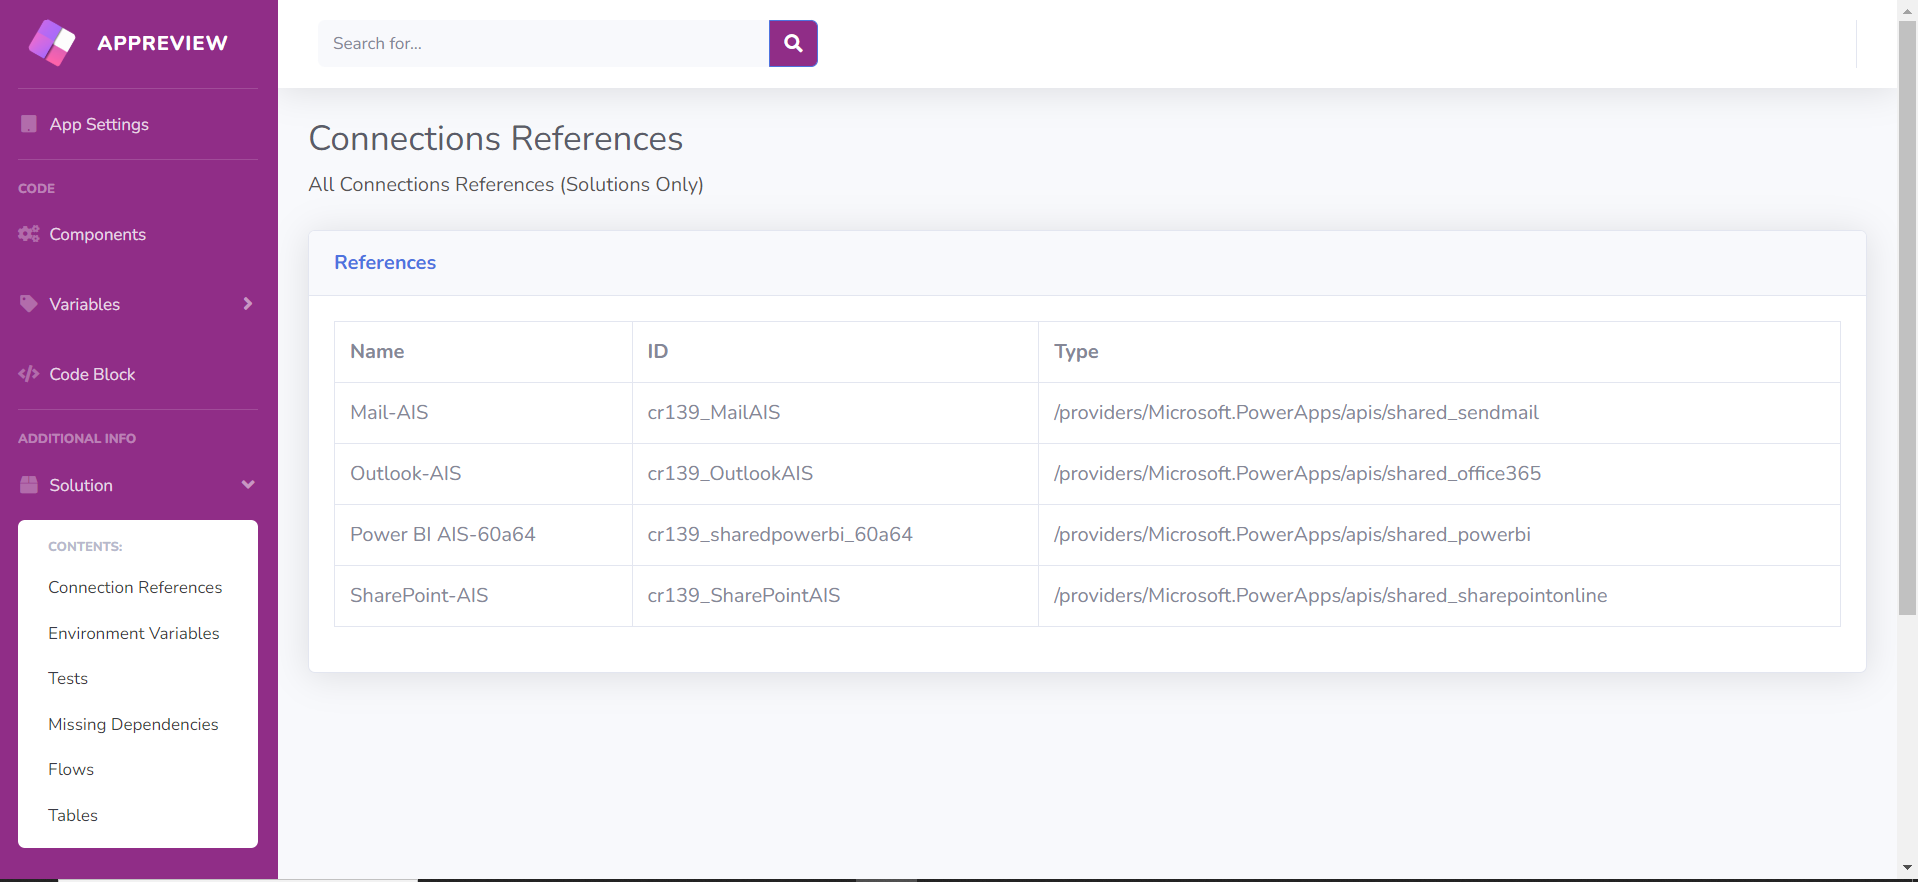 APPREVIEW
Search for...
App Settings
CODE
Components
Variables
Code Block
ADDITIONAL INFO
Solution
CONTENTS:
Connection References
Environment Variables
Tests
Missing Dependencies
Flows
Tables
Connections References
All Connections References (Solutions Only)
References
Name ID Type
Mail-AIS cr139_MailAIS /providers/Microsoft.PowerApps/apis/shared_sendmail
Outlook-AIS cr139_OutlookAIS /providers/Microsoft.PowerApps/apis/shared_office365
Power BI AIS-60a64 cr139_sharedpowerbi_60a64 /providers/Microsoft.PowerApps/apis/shared_powerbi
SharePoint-AIS cr139_SharePointAIS /providers/Microsoft.PowerApps/apis/shared_sharepointonline